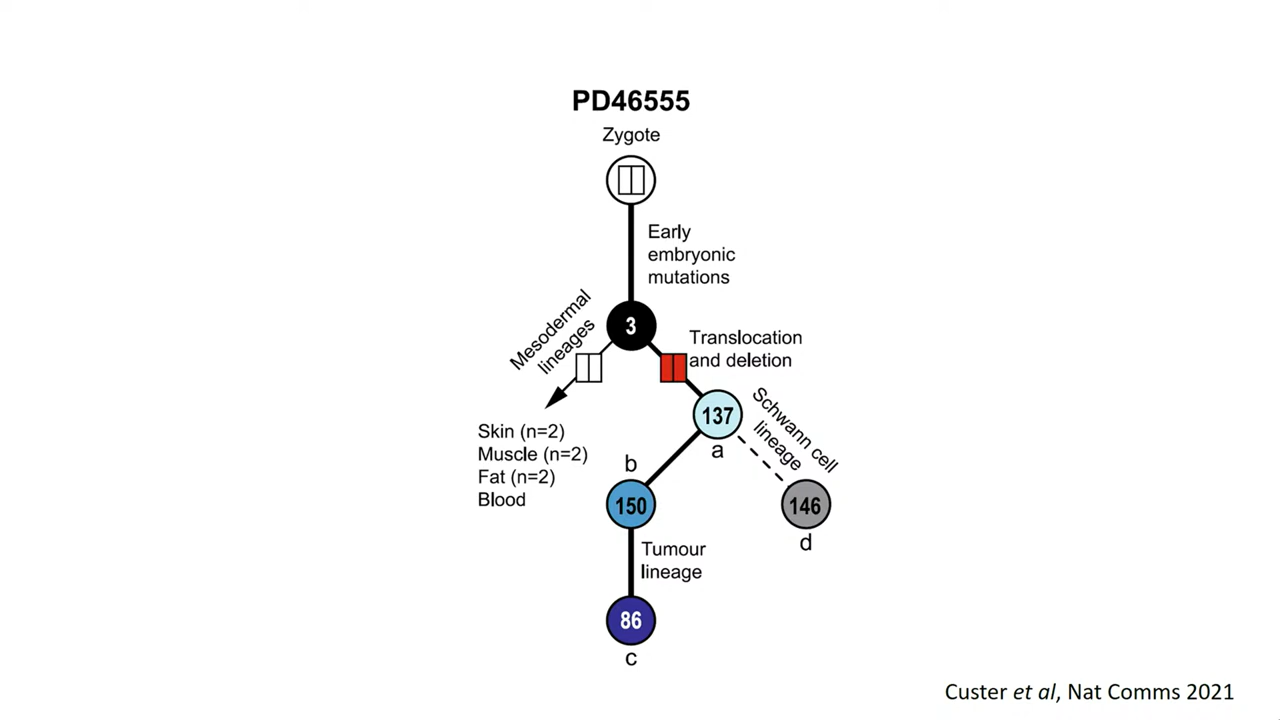 PD46555
Zygote
Early
embryonic
mutations
3
Mesodermal
lineages
Translocation
and deletion
137
a
Schwann cell
lineage
Skin (n=2)
Muscle (n=2)
Fat (n=2)
Blood
b
150
146
d
Tumour
lineage
86
c
Custer et al, Nat Comms 2021